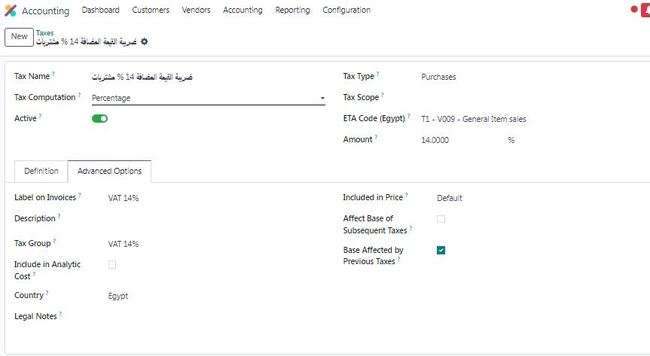 Accounting Dashboard Customers Vendors Accounting Reporting Configuration
New Taxes
ضريبة القيمة المضافة 14 % مشتريات
Tax Name ? ضريبة القيمة المضافة 14 % مشتريات
Tax Type ? Purchases
Tax Computation ? Percentage
Tax Scope ?
Active ?
ETA Code (Egypt) ? T1 - V009 - General Item sales
Amount ? 14.0000 %
Definition Advanced Options
Label on Invoices ? VAT 14%
Included in Price ? Default
Description ?
Affect Base of
Subsequent Taxes ?
Tax Group ? VAT 14%
Base Affected by
Previous Taxes ?
Include in Analytic
Cost ?
Country ? Egypt
Legal Notes ?